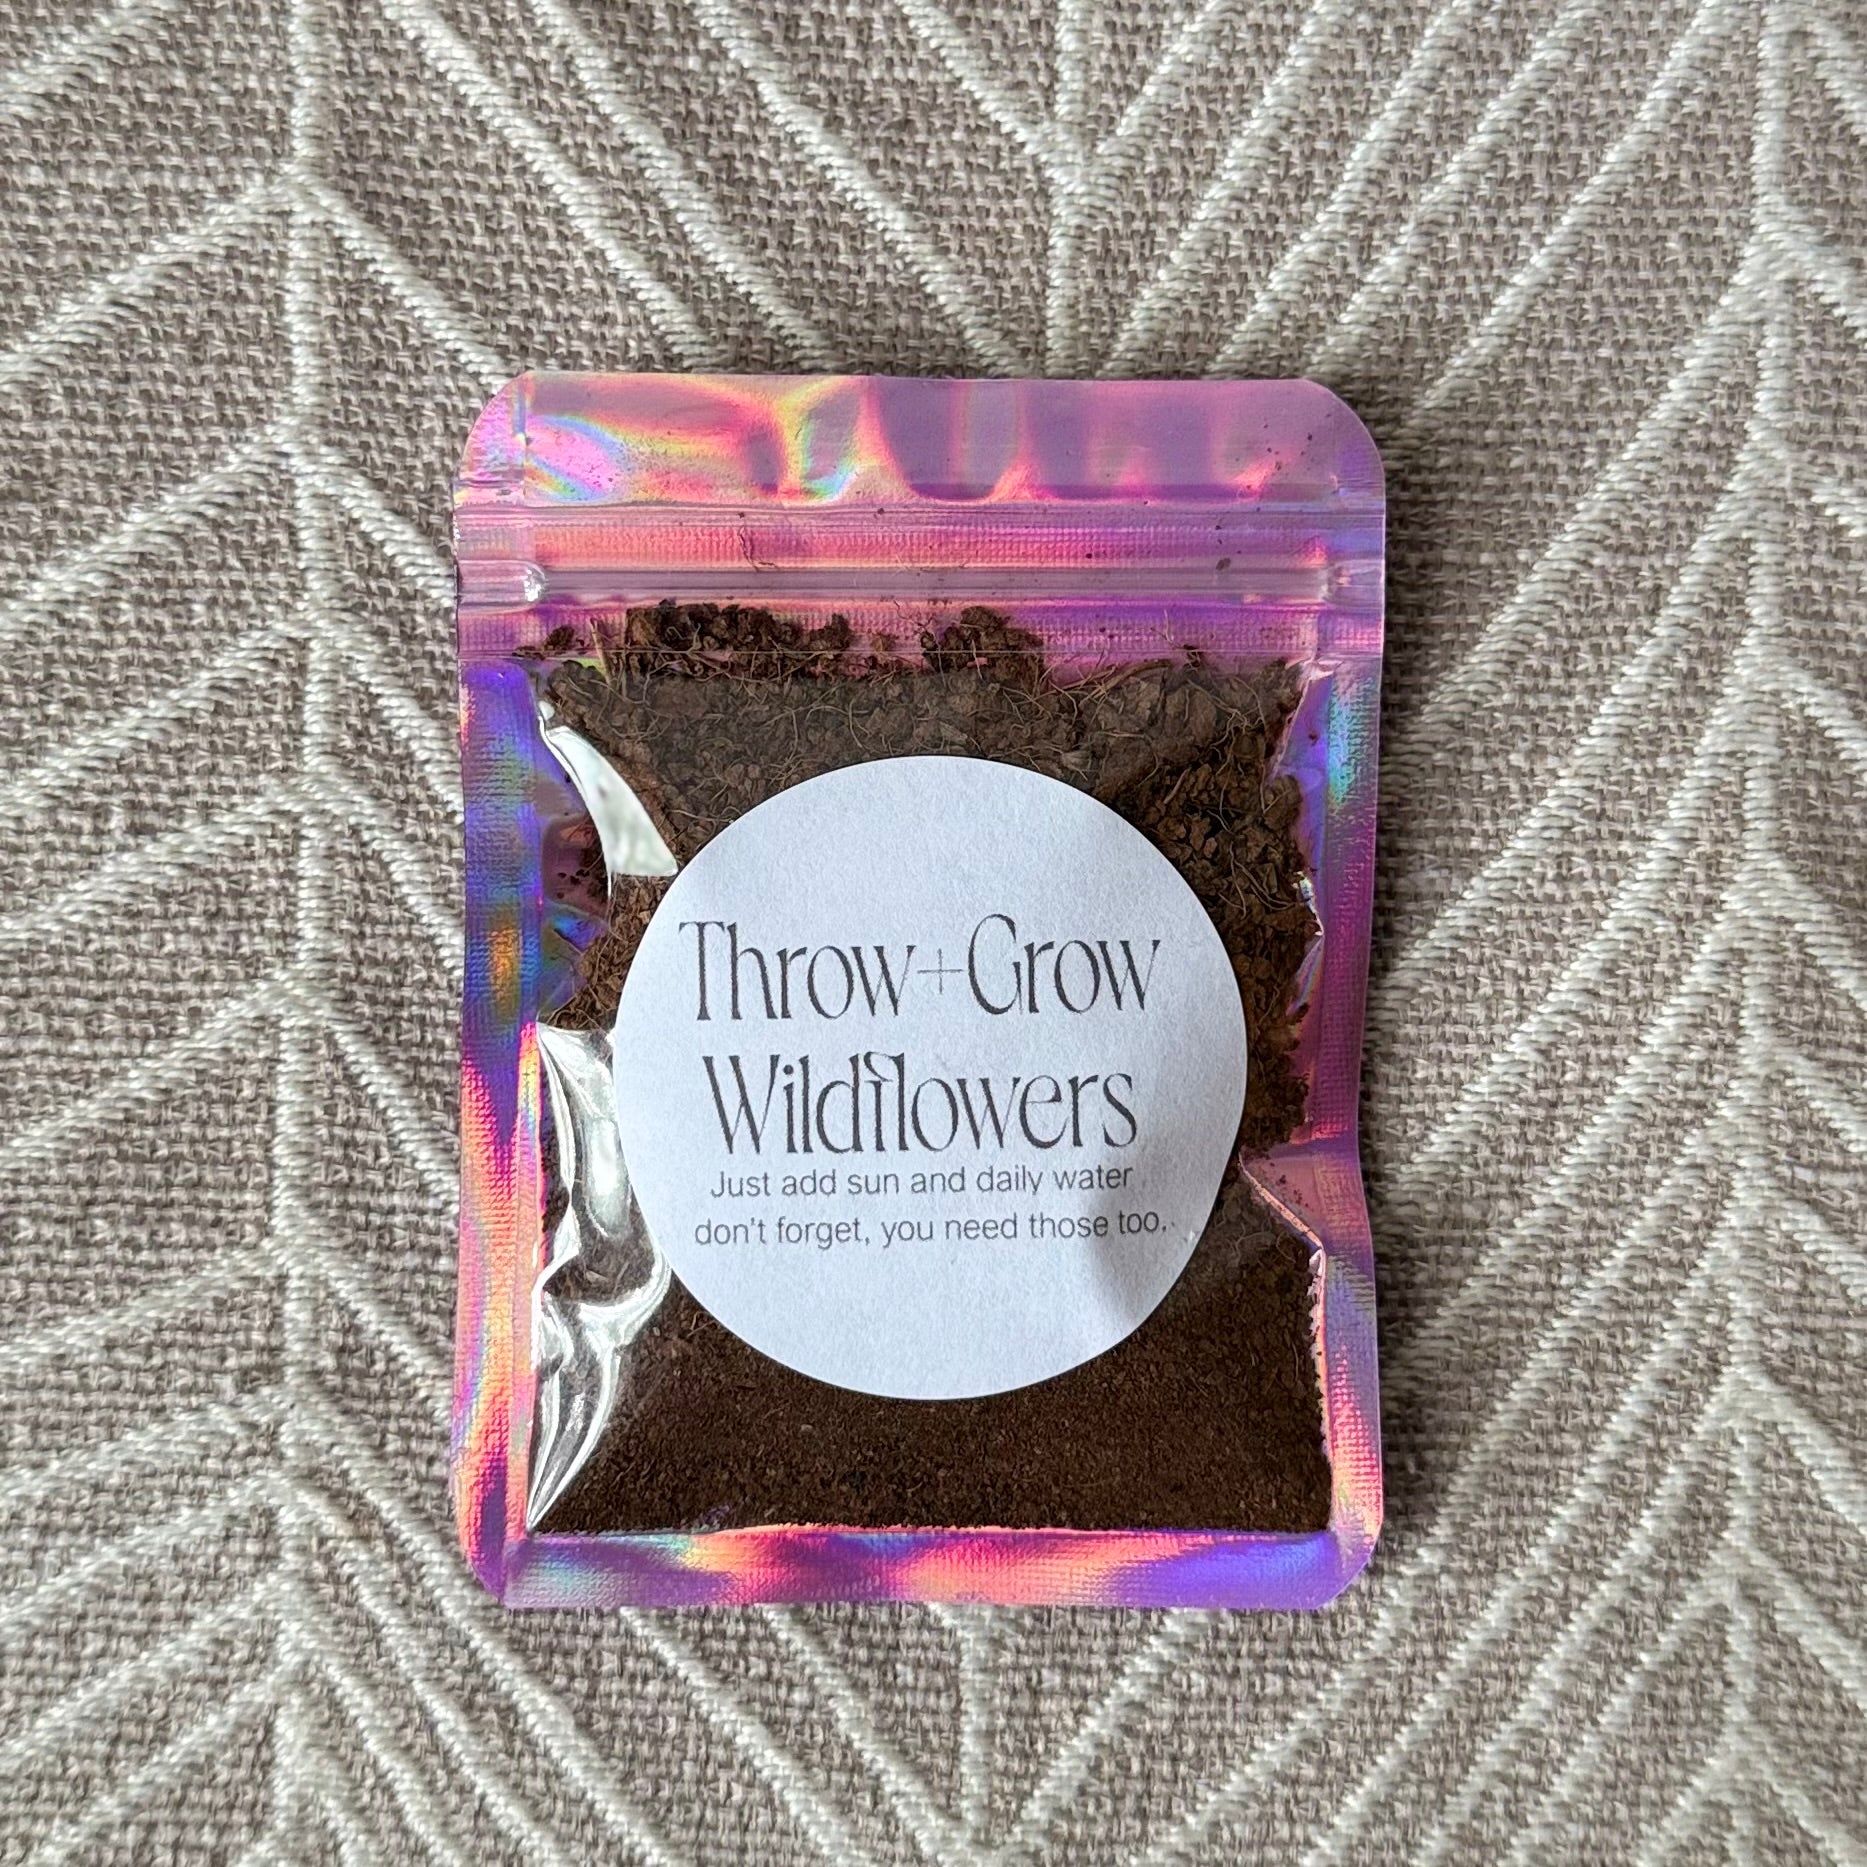 Throw+Grow
Wildflowers
Just add sun and daily water
don't forget, you need those too.